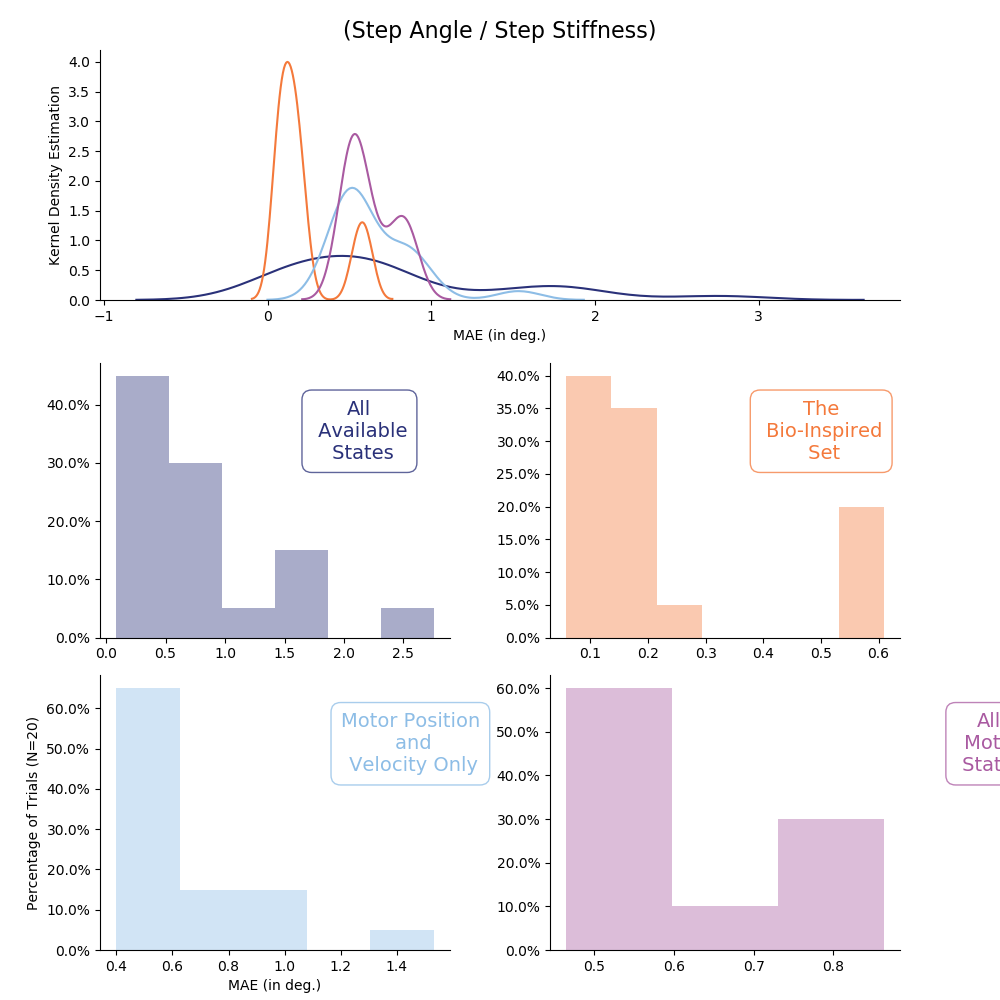 (Step Angle / Step Stiffness)
Kernel Density Estimation
4.0
3.5
3.0
2.5
2.0
1.5
1.0
0.5
0.0
−1 0 1 2 3
MAE (in deg.)
40.0%
30.0%
20.0%
10.0%
0.0%
0.0 0.5 1.0 1.5 2.0 2.5
All
Available
States
40.0%
35.0%
30.0%
25.0%
20.0%
15.0%
10.0%
5.0%
0.0%
0.1 0.2 0.3 0.4 0.5 0.6
The
Bio-Inspired
Set
Percentage of Trials (N=20)
60.0%
50.0%
40.0%
30.0%
20.0%
10.0%
0.0%
0.4 0.6 0.8 1.0 1.2 1.4
MAE (in deg.)
Motor Position
and
Velocity Only
60.0%
50.0%
40.0%
30.0%
20.0%
10.0%
0.0%
0.5 0.6 0.7 0.8
All
Mot
Stat